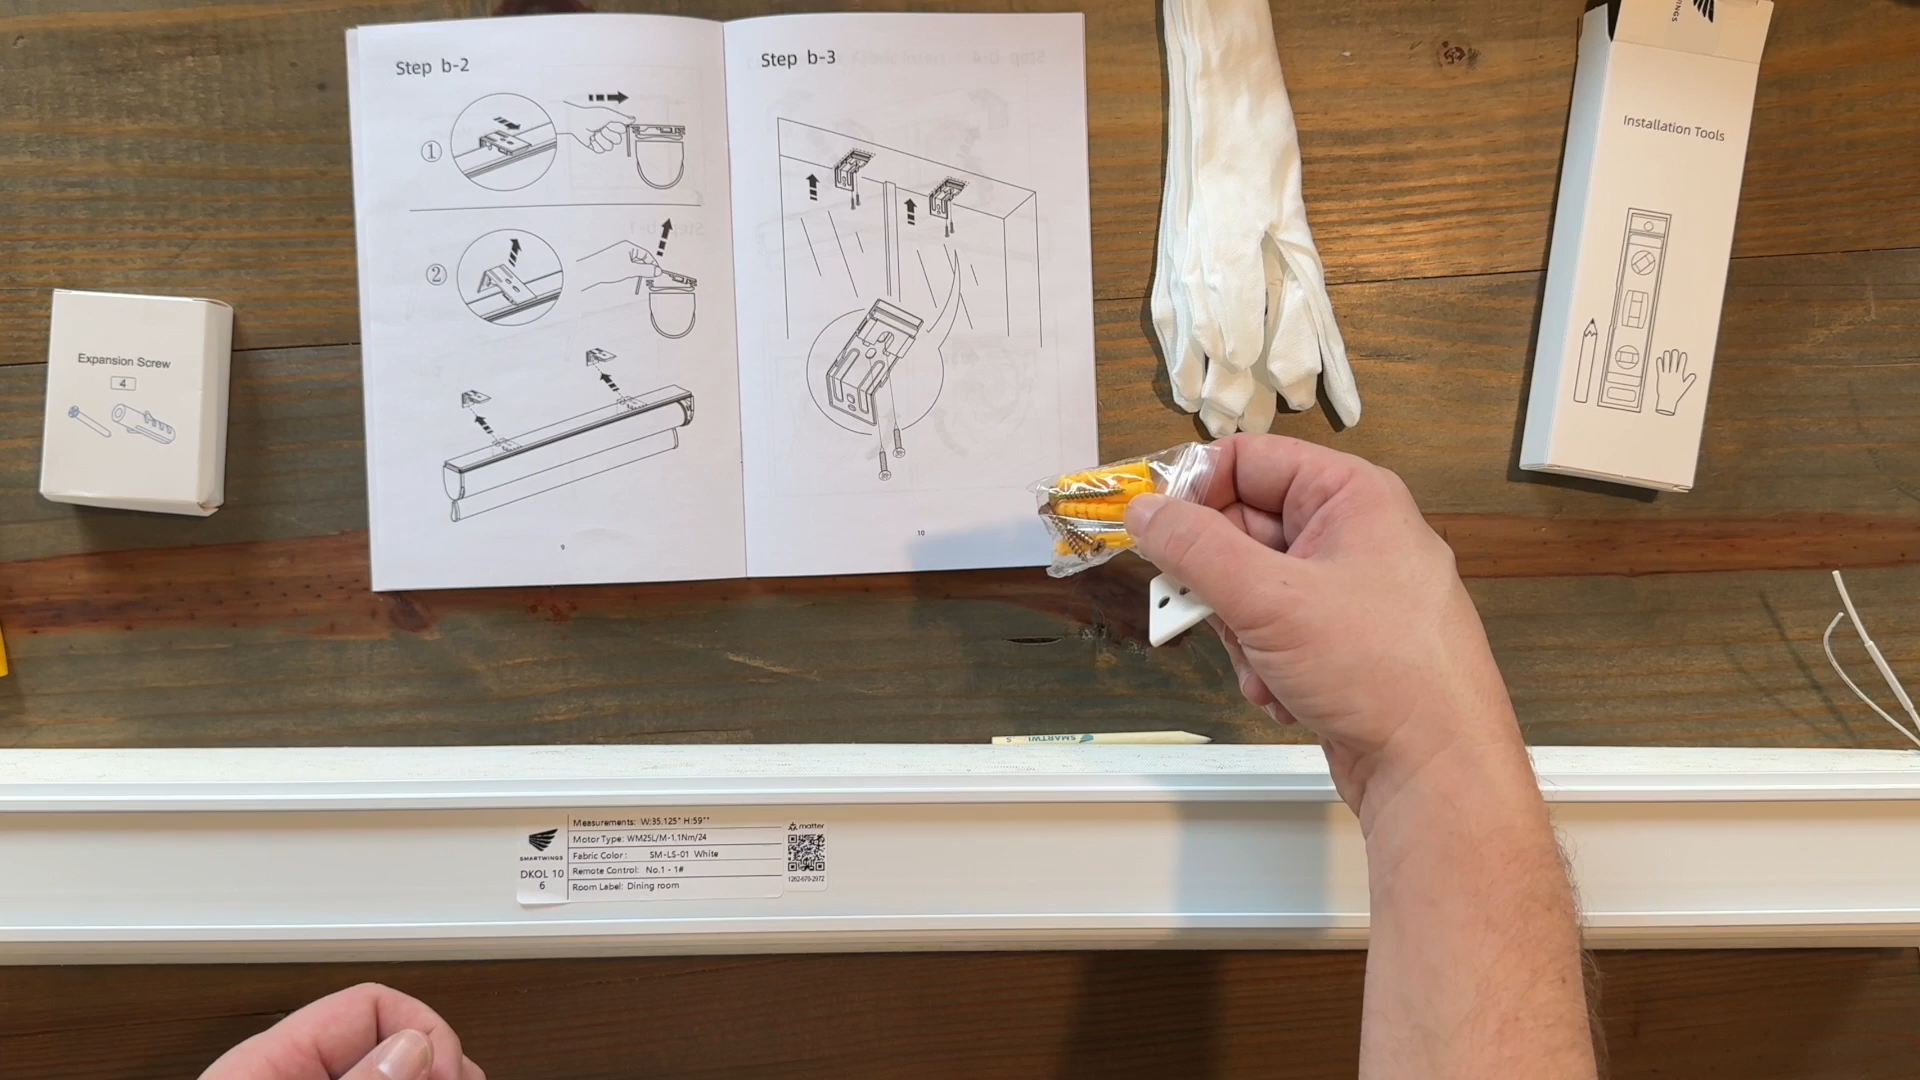 Step b-2
①
②
9
Step b-3
10
Expansion Screw
4
WINGS
Installation Tools
SMARTWI
S
SMARTWINGS
DKOL 10
6
Measurements: W:35.125" H:59"
Motor Type: WM25L/M-1.1Nm/24
Fabric Color: SM-LS-01 White
Remote Control: No.1 - 1#
Room Label: Dining room
matter
1262-670-2972